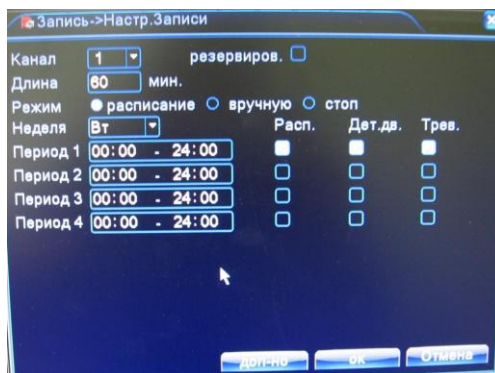 Запись->Настр.Записи
Канал 1 резервиров.
Длина 60 мин.
Режим расписание вручную стоп
Неделя Вт Расп. Дет.дв. Трев.
Период 1 00:00 - 24:00
Период 2 00:00 - 24:00
Период 3 00:00 - 24:00
Период 4 00:00 - 24:00
доп-но ок Отмена